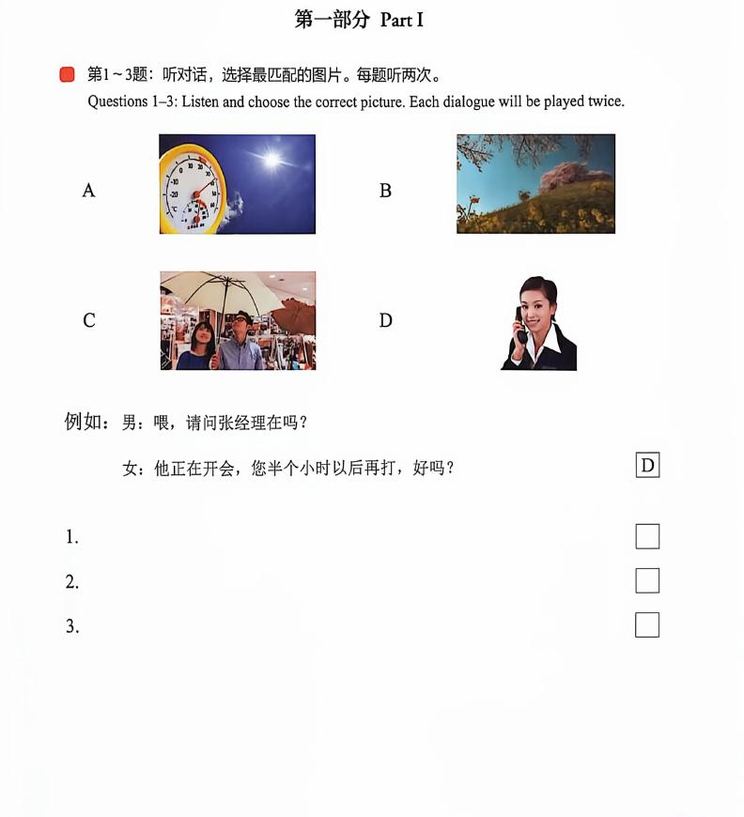 第一部分 Part I
第1～3题：听对话，选择最匹配的图片。每题听两次。
Questions 1–3: Listen and choose the correct picture. Each dialogue will be played twice.
A
B
C
D
例如：男：喂，请问张经理在吗？
女：他正在开会，您半个小时以后再打，好吗？ D
1.
2.
3.